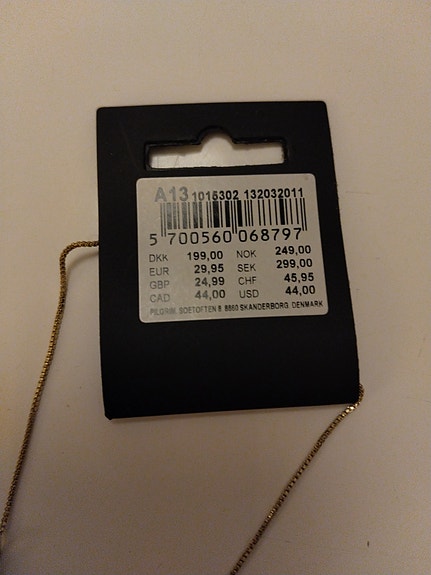 A13 1015302 132032011
5 700560 068797
DKK 199,00 NOK 249,00
EUR 29,95 SEK 299,00
GBP 24,99 CHF 45,95
CAD 44,00 USD 44,00
PILGRIM, SOETOFTEN 8, 8660 SKANDERBORG, DENMARK